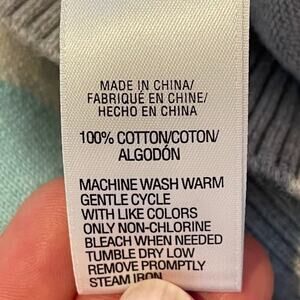 MADE IN CHINA/
FABRIQUÉ EN CHINE/
HECHO EN CHINA
100% COTTON/COTON/
ALGODÓN
MACHINE WASH WARM
GENTLE CYCLE
WITH LIKE COLORS
ONLY NON-CHLORINE
BLEACH WHEN NEEDED
TUMBLE DRY LOW
REMOVE PROMPTLY
STEAM IRON